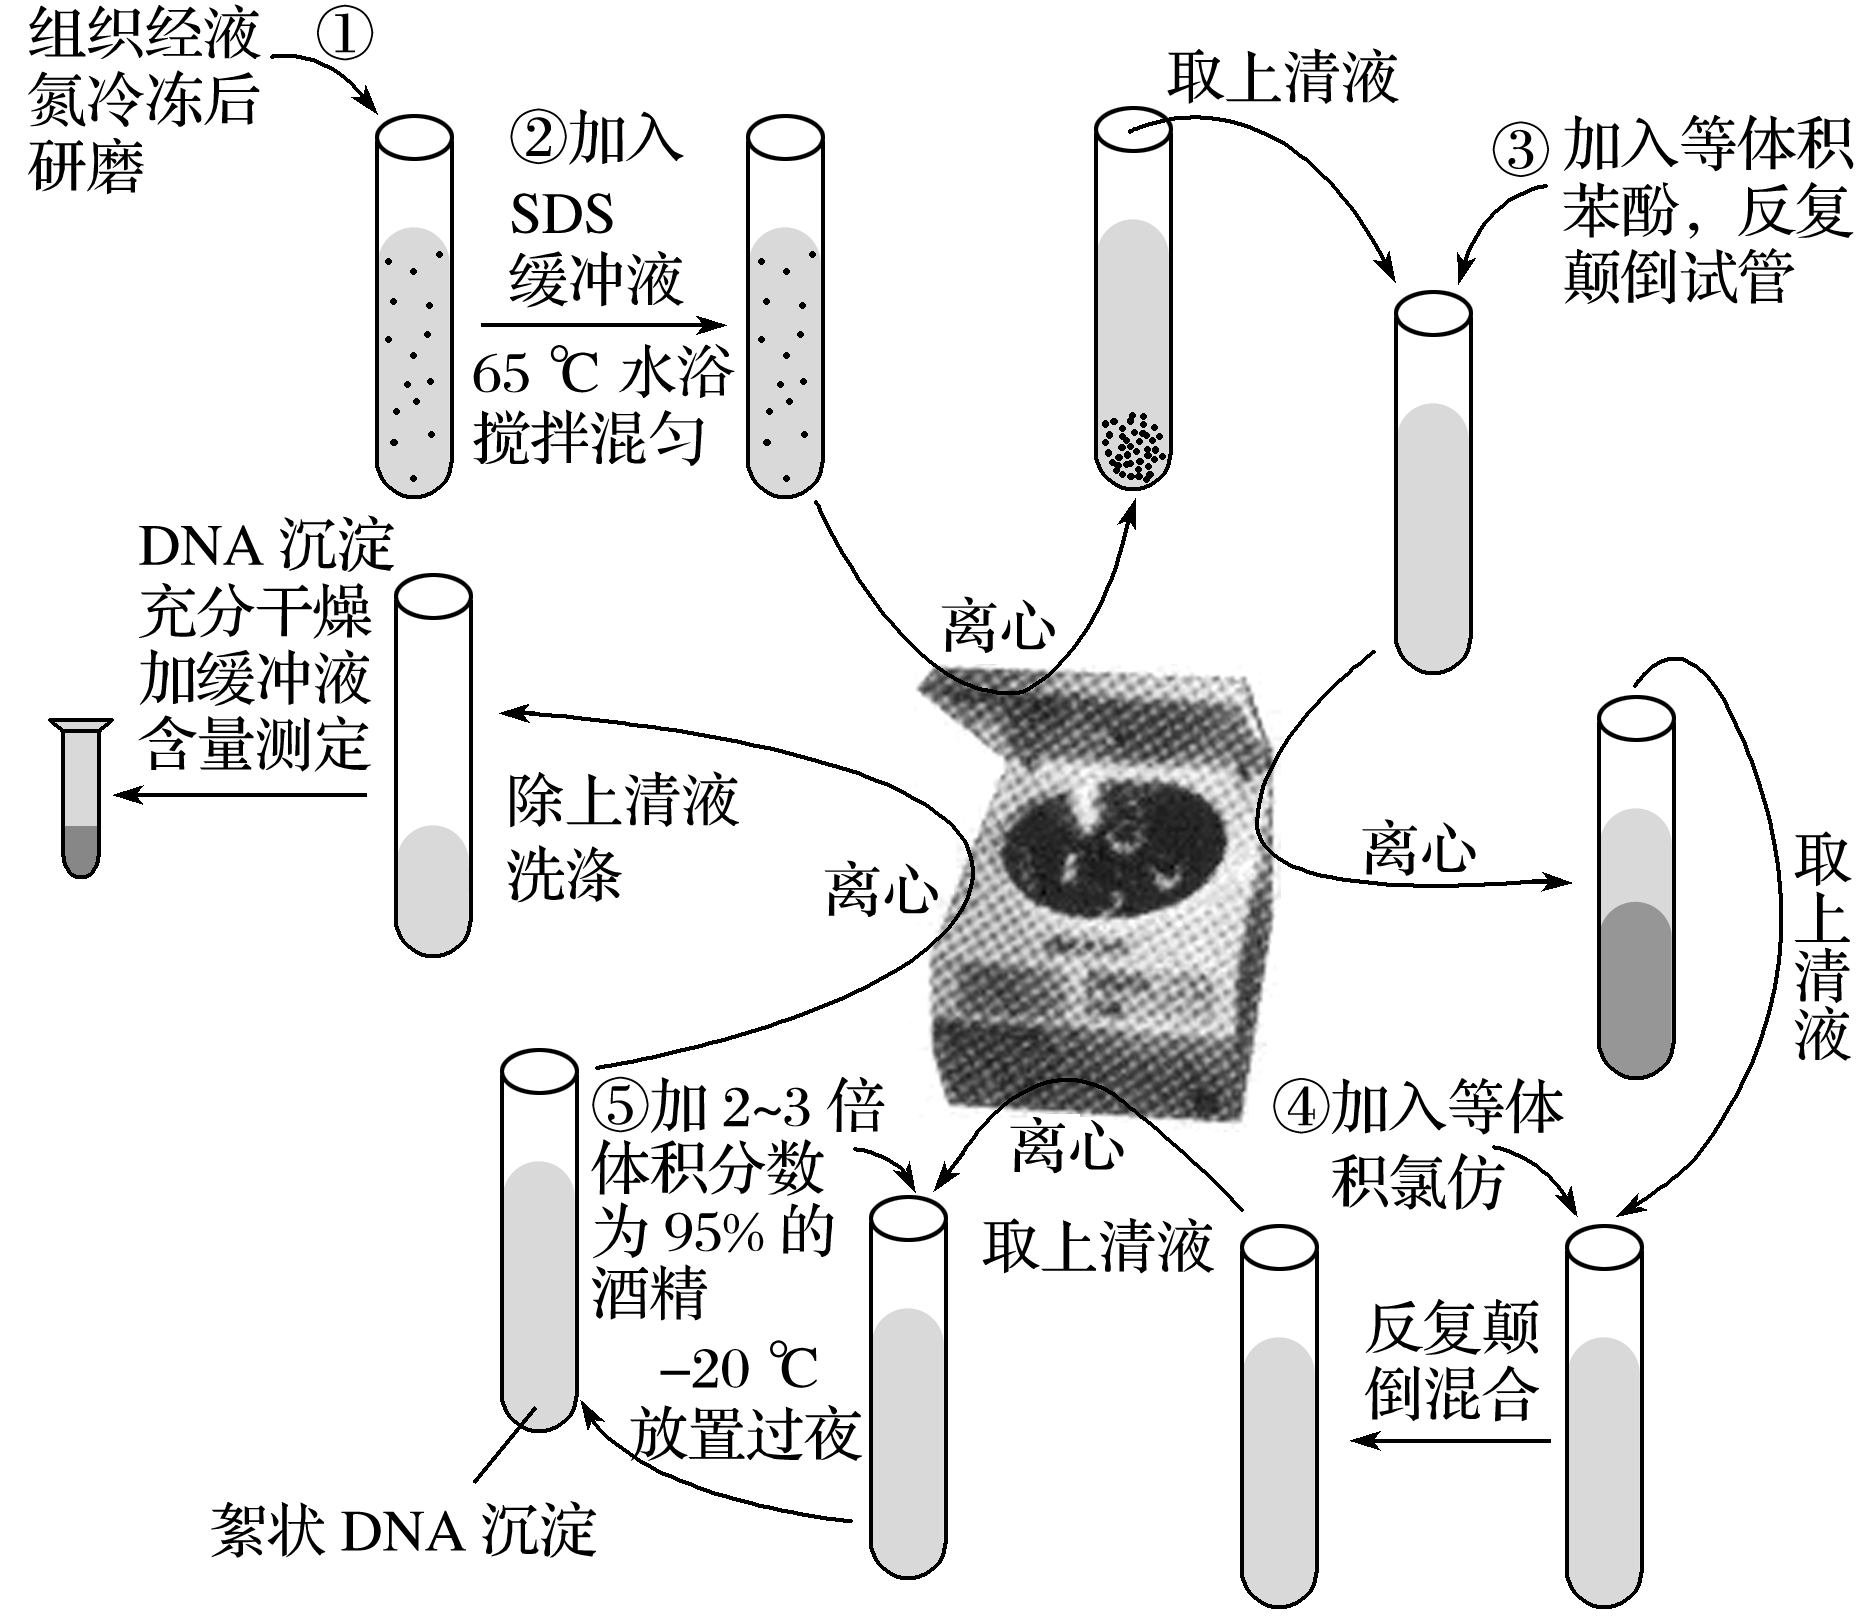 组织经液
氮冷冻后
研磨
①
②加入
SDS
缓冲液
65 ℃ 水浴
搅拌混匀
离心
取上清液
③加入等体积
苯酚，反复
颠倒试管
离心
取上清液
④加入等体
积氯仿
反复颠
倒混合
离心
取上清液
⑤加 2~3 倍
体积分数
为 95% 的
酒精
–20 ℃
放置过夜
絮状 DNA 沉淀
离心
除上清液
洗涤
DNA 沉淀
充分干燥
加缓冲液
含量测定